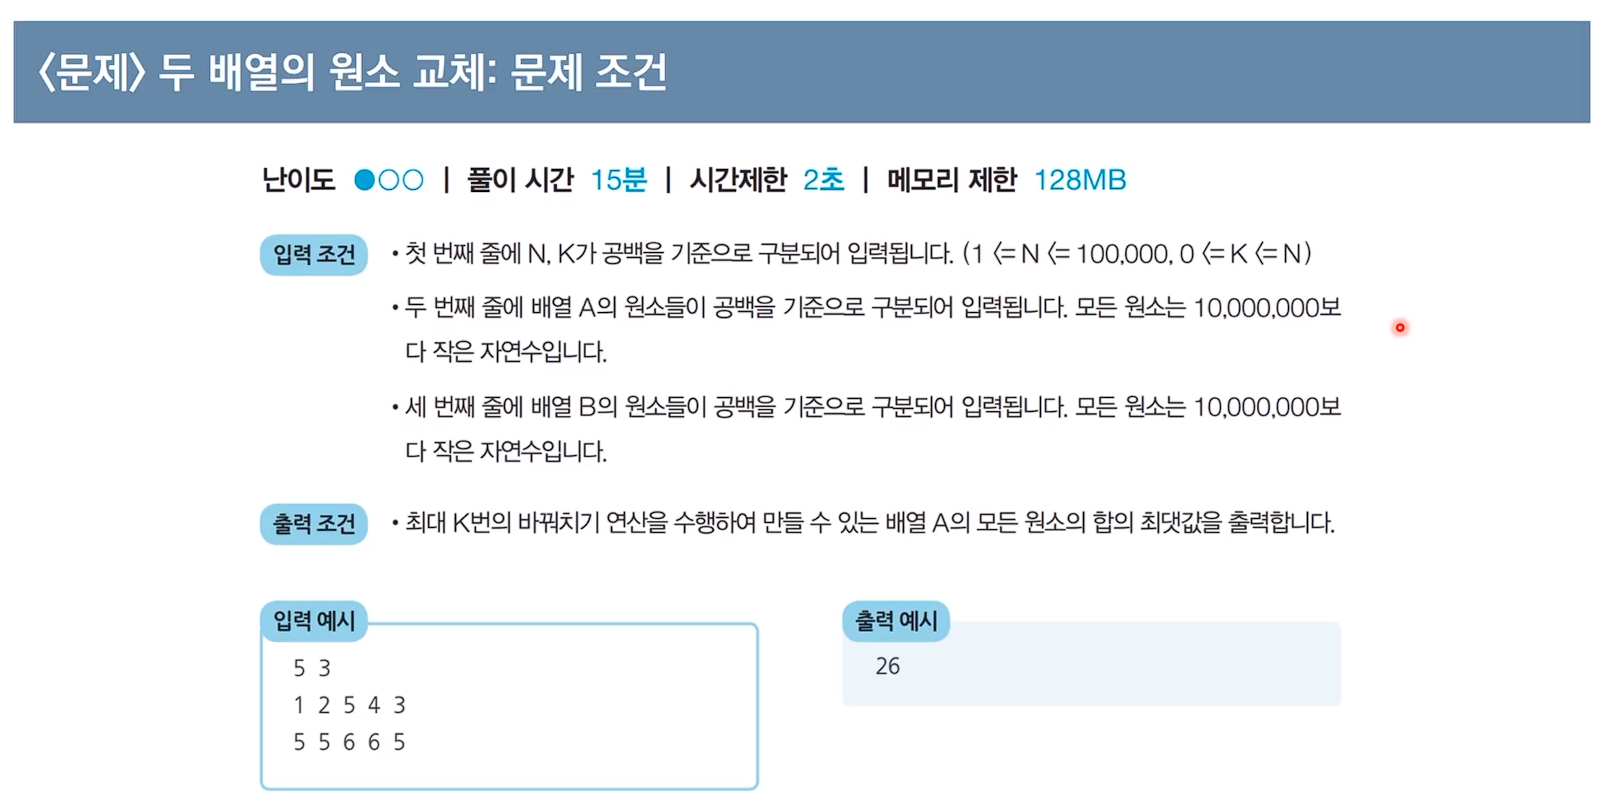 <문제> 두 배열의 원소 교체: 문제 조건
난이도 ●○○ | 풀이 시간 15분 | 시간제한 2초 | 메모리 제한 128MB
입력 조건 • 첫 번째 줄에 N, K가 공백을 기준으로 구분되어 입력됩니다. (1 <= N <= 100,000, 0 <= K <= N)
• 두 번째 줄에 배열 A의 원소들이 공백을 기준으로 구분되어 입력됩니다. 모든 원소는 10,000,000보
다 작은 자연수입니다.
• 세 번째 줄에 배열 B의 원소들이 공백을 기준으로 구분되어 입력됩니다. 모든 원소는 10,000,000보
다 작은 자연수입니다.
출력 조건 • 최대 K번의 바꿔치기 연산을 수행하여 만들 수 있는 배열 A의 모든 원소의 합의 최댓값을 출력합니다.
입력 예시
5 3
1 2 5 4 3
5 5 6 6 5
출력 예시
26